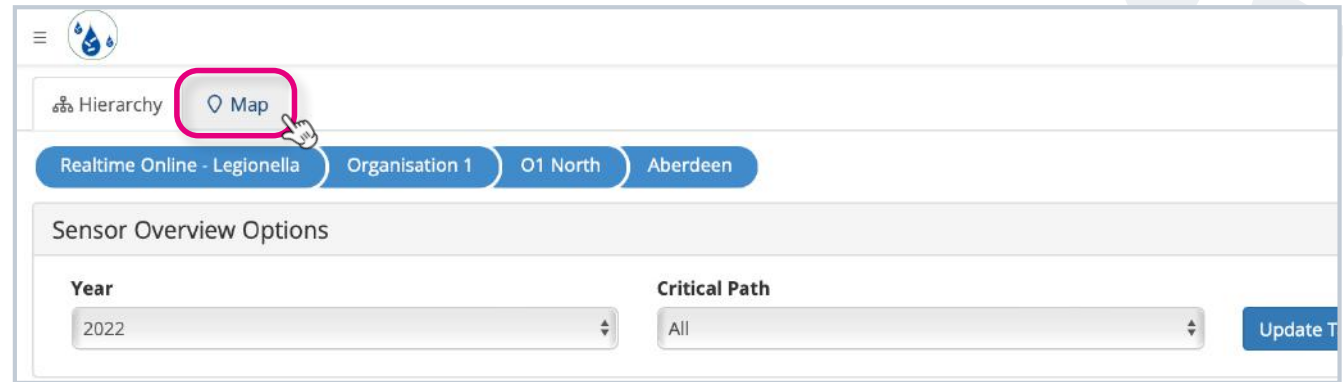 Hierarchy Map
Realtime Online - Legionella Organisation 1 O1 North Aberdeen
Sensor Overview Options
Year Critical Path
2022 All Update T